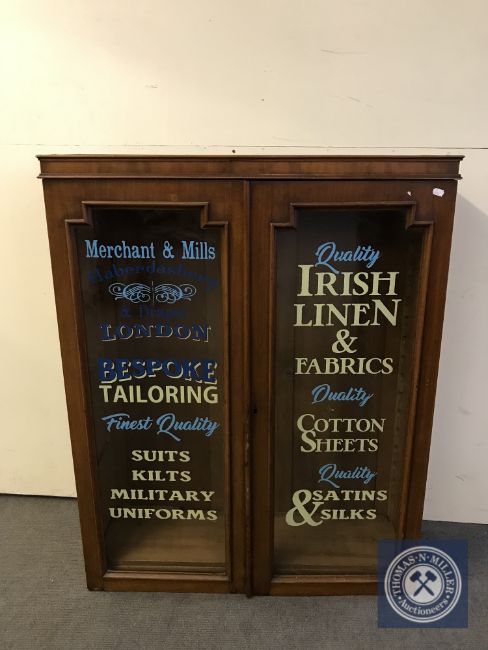 Merchant & Mills
Haberdashery
& Draper
LONDON
BESPOKE
TAILORING
Finest Quality
SUITS
KILTS
MILITARY
UNIFORMS
Quality
IRISH
LINEN
&
FABRICS
Quality
COTTON
SHEETS
Quality
& SATINS
SILKS
THOMAS·N·MILLER
Auctioneers